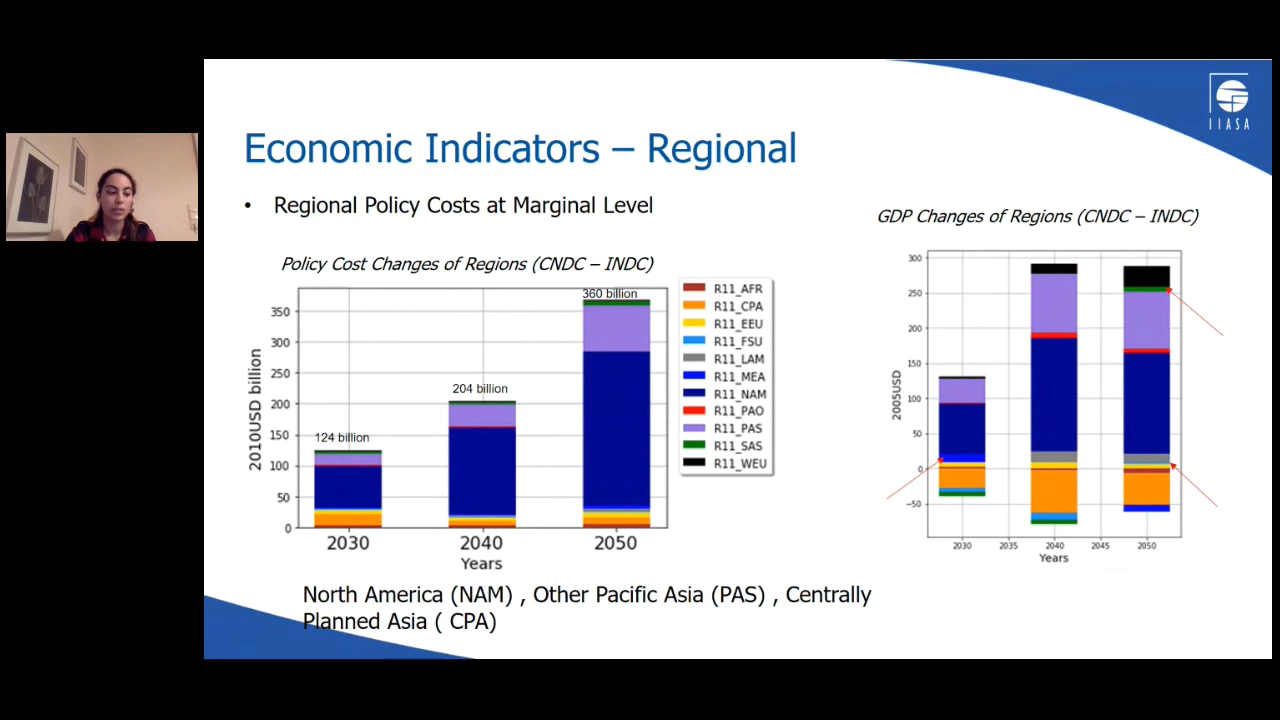 IIASA
Economic Indicators – Regional
• Regional Policy Costs at Marginal Level
Policy Cost Changes of Regions (CNDC – INDC)
2010USD billion
350
300
250
200
150
100
50
0
124 billion
204 billion
360 billion
2030
2040
2050
Years
R11_AFR
R11_CPA
R11_EEU
R11_FSU
R11_LAM
R11_MEA
R11_NAM
R11_PAO
R11_PAS
R11_SAS
R11_WEU
GDP Changes of Regions (CNDC – INDC)
2005USD
300
250
200
150
100
50
0
−50
2030
2035
2040
2045
2050
Years
North America (NAM) , Other Pacific Asia (PAS) , Centrally
Planned Asia ( CPA)